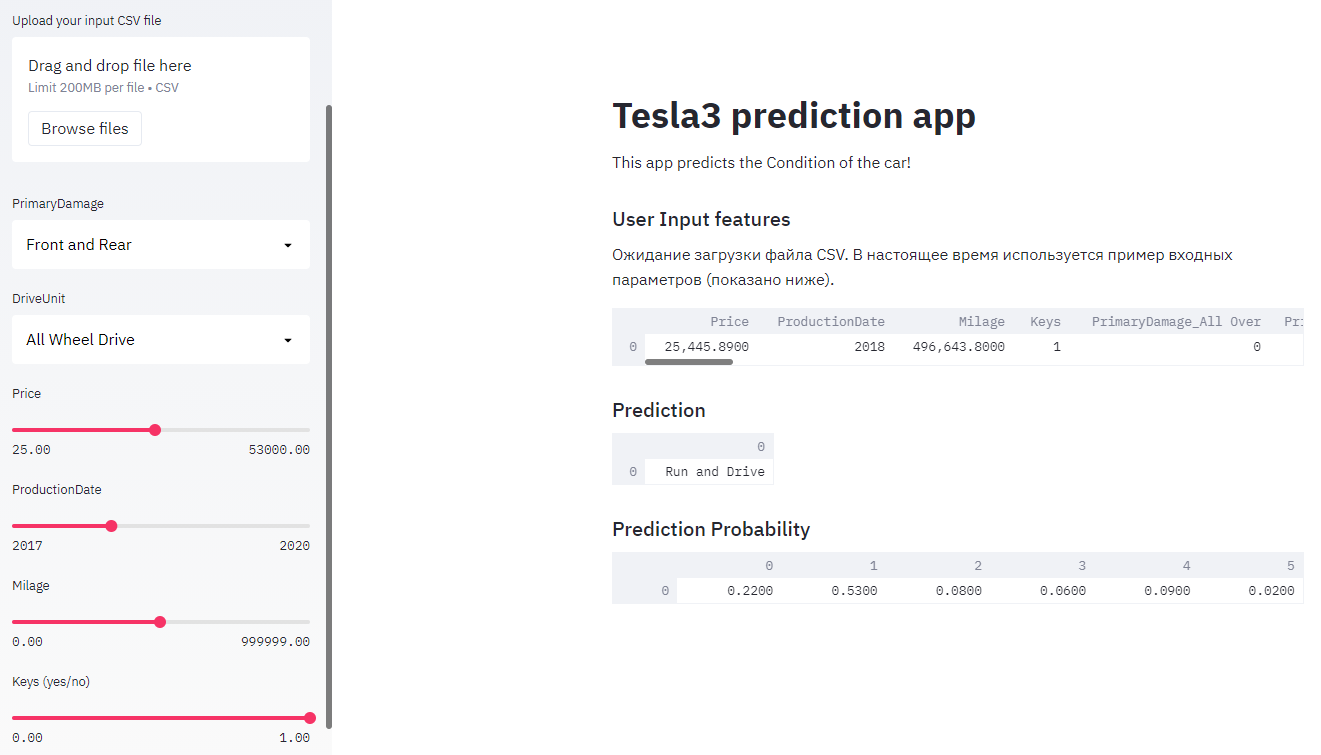 Upload your input CSV file
Drag and drop file here
Limit 200MB per file • CSV
Browse files
PrimaryDamage
Front and Rear
DriveUnit
All Wheel Drive
Price
25.00 53000.00
ProductionDate
2017 2020
Milage
0.00 999999.00
Keys (yes/no)
0.00 1.00
Tesla3 prediction app
This app predicts the Condition of the car!
User Input features
Ожидание загрузки файла CSV. В настоящее время используется пример входных
параметров (показано ниже).
Price ProductionDate Milage Keys PrimaryDamage_All Over
0 25,445.8900 2018 496,643.8000 1 0
Prediction
0
0 Run and Drive
Prediction Probability
0 1 2 3 4 5
0 0.2200 0.5300 0.0800 0.0600 0.0900 0.0200